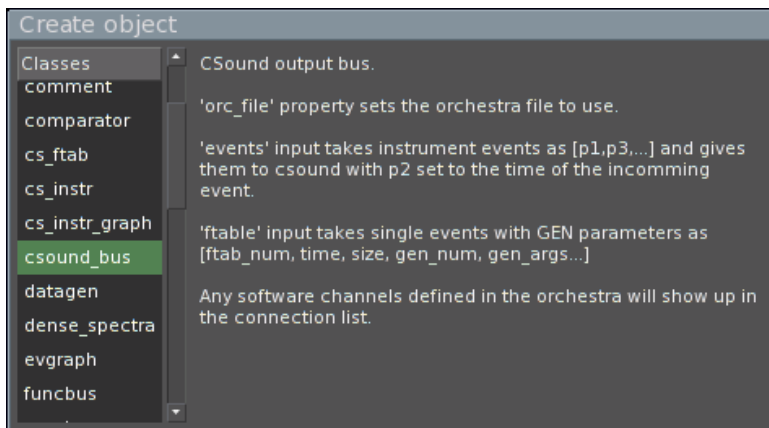 Create object
Classes
comment
comparator
cs_ftab
cs_instr
cs_instr_graph
csound_bus
datagen
dense_spectra
evgraph
funcbus
CSound output bus.
'orc_file' property sets the orchestra file to use.
'events' input takes instrument events as [p1,p3,...] and gives
them to csound with p2 set to the time of the incomming
event.
'ftable' input takes single events with GEN parameters as
[ftab_num, time, size, gen_num, gen_args...]
Any software channels defined in the orchestra will show up in
the connection list.